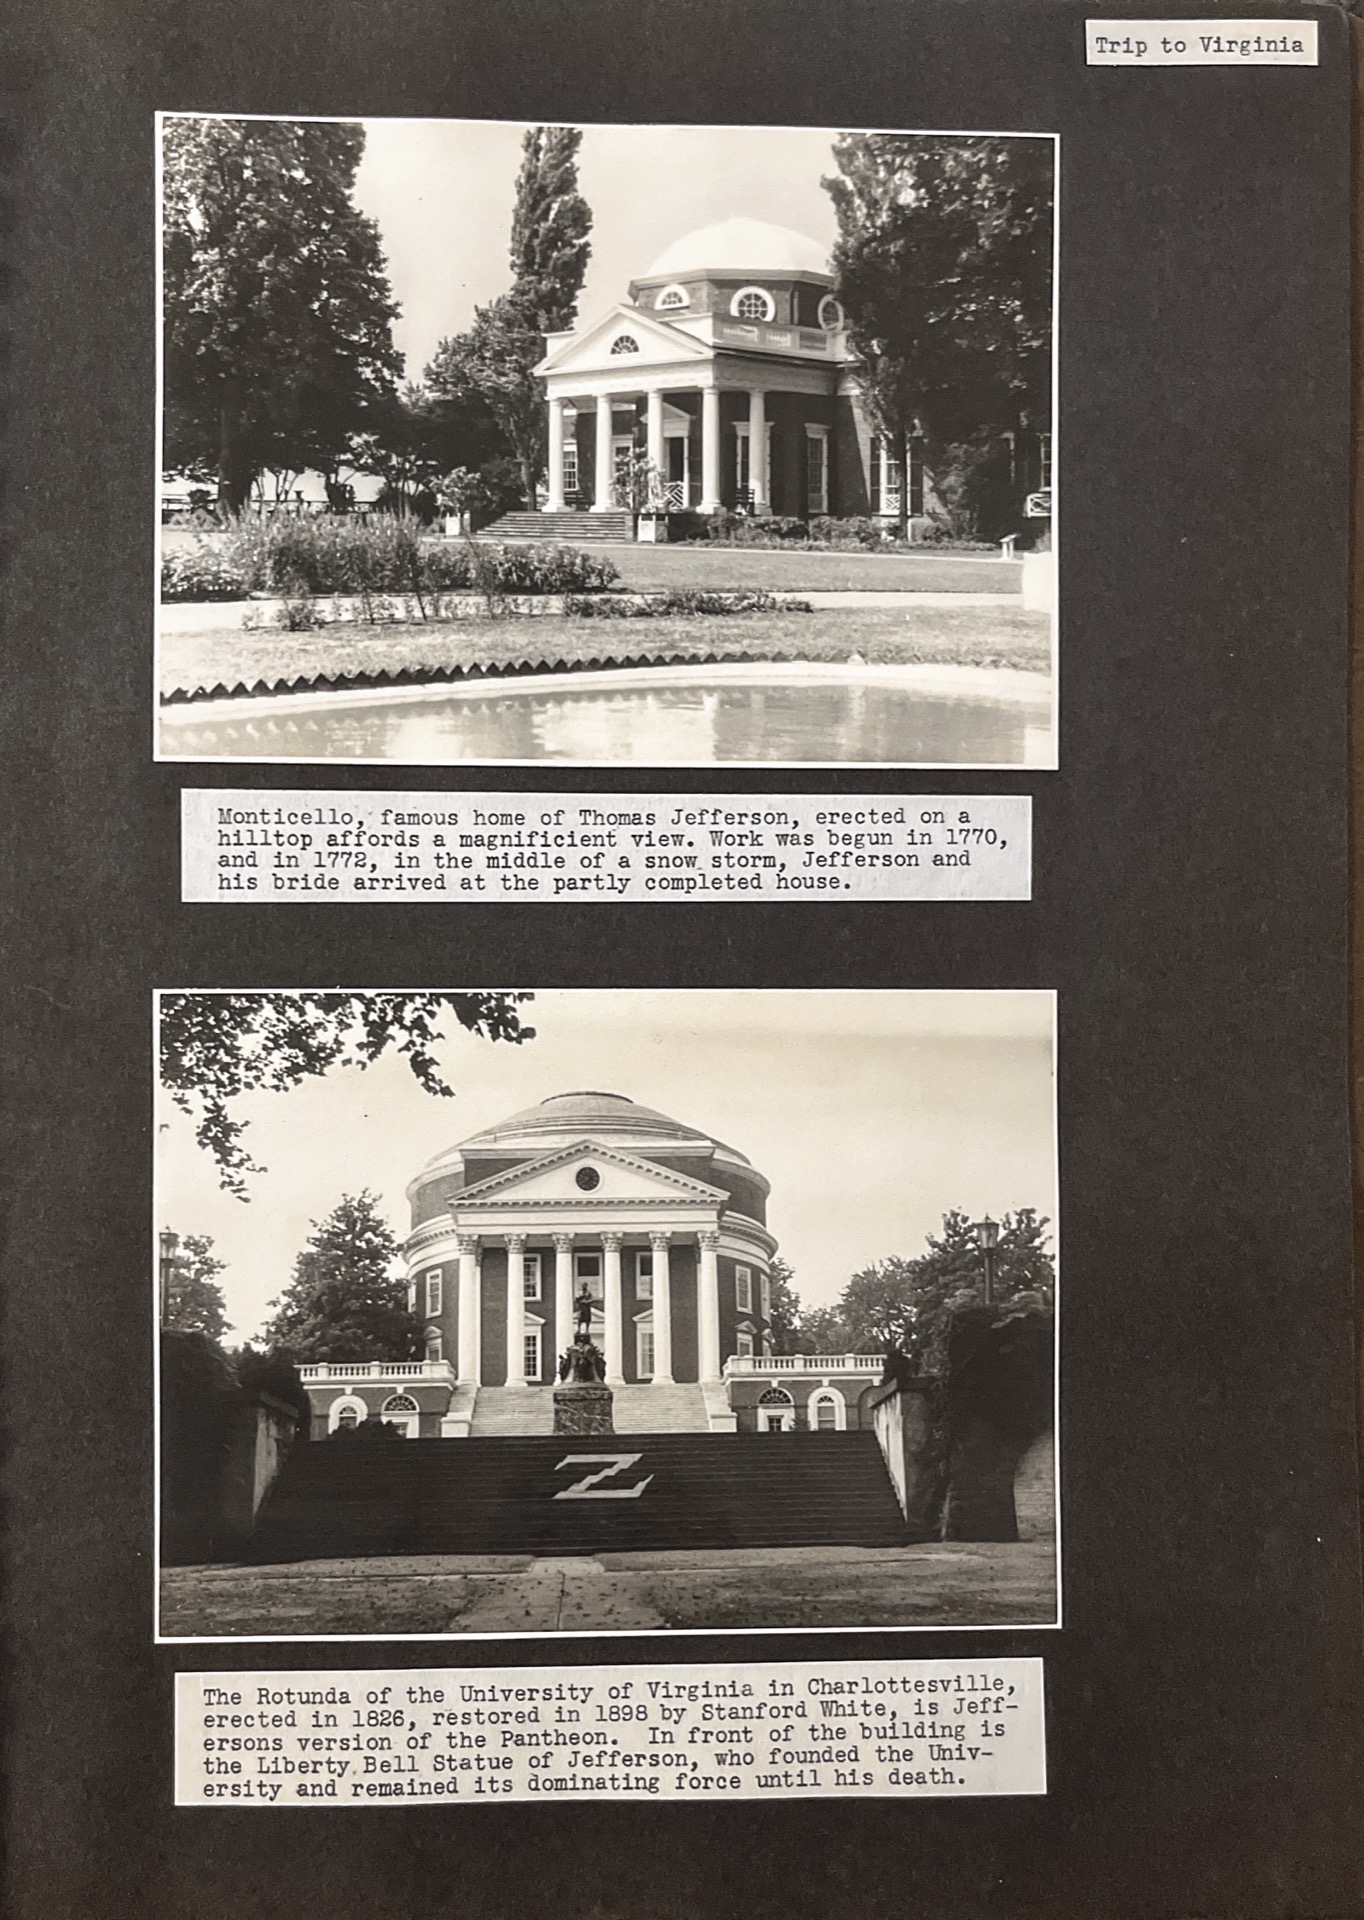 Trip to Virginia
Monticello, famous home of Thomas Jefferson, erected on a
hilltop affords a magnificient view. Work was begun in 1770,
and in 1772, in the middle of a snow storm, Jefferson and
his bride arrived at the partly completed house.
Z
The Rotunda of the University of Virginia in Charlottesville,
erected in 1826, restored in 1898 by Stanford White, is Jeff-
ersons version of the Pantheon. In front of the building is
the Liberty Bell Statue of Jefferson, who founded the Univ-
ersity and remained its dominating force until his death.